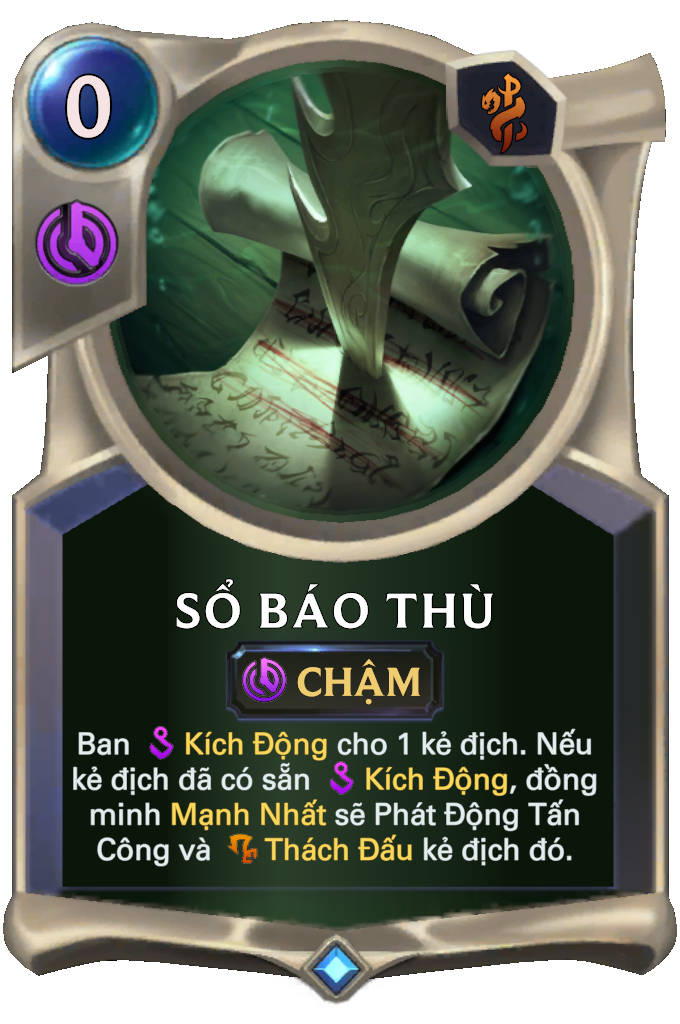 0
SỔ BÁO THÙ
CHẬM
Ban Kích Động cho 1 kẻ địch. Nếu
kẻ địch đã có sẵn Kích Động, đồng
minh Mạnh Nhất sẽ Phát Động Tấn
Công và Thách Đấu kẻ địch đó.